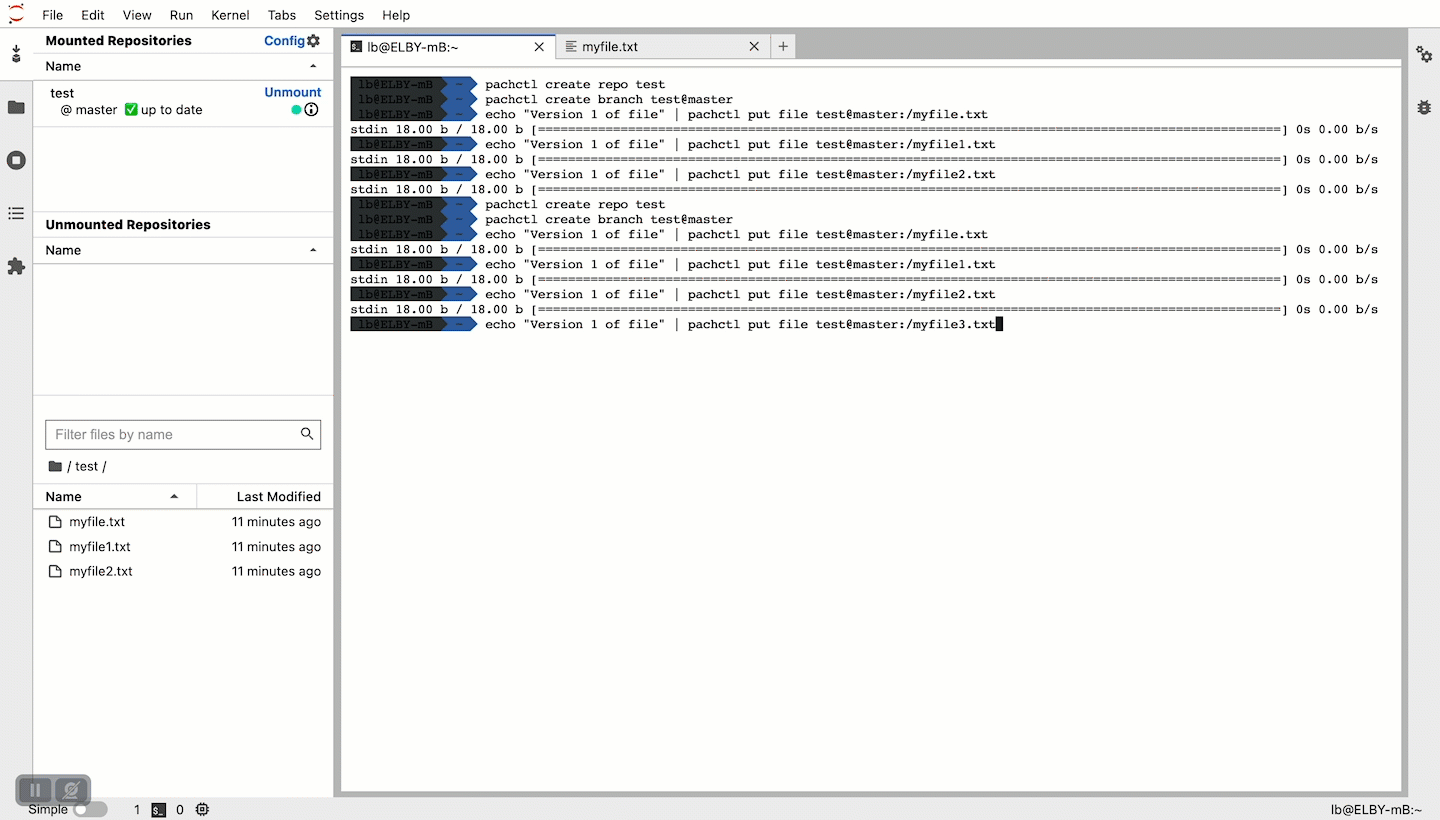 File Edit View Run Kernel Tabs Settings Help
Mounted Repositories Config
Name
test Unmount
@ master ✅ up to date
Unmounted Repositories
Name
Filter files by name
/ test /
Name Last Modified
myfile.txt 11 minutes ago
myfile1.txt 11 minutes ago
myfile2.txt 11 minutes ago
lb@ELBY-mB:~ myfile.txt
lb@ELBY-mB ~ pachctl create repo test
lb@ELBY-mB ~ pachctl create branch test@master
lb@ELBY-mB ~ echo "Version 1 of file" | pachctl put file test@master:/myfile.txt
stdin 18.00 b / 18.00 b [===================================================================================================] 0s 0.00 b/s
lb@ELBY-mB ~ echo "Version 1 of file" | pachctl put file test@master:/myfile1.txt
stdin 18.00 b / 18.00 b [===================================================================================================] 0s 0.00 b/s
lb@ELBY-mB ~ echo "Version 1 of file" | pachctl put file test@master:/myfile2.txt
stdin 18.00 b / 18.00 b [===================================================================================================] 0s 0.00 b/s
lb@ELBY-mB ~ pachctl create repo test
lb@ELBY-mB ~ pachctl create branch test@master
lb@ELBY-mB ~ echo "Version 1 of file" | pachctl put file test@master:/myfile.txt
stdin 18.00 b / 18.00 b [===================================================================================================] 0s 0.00 b/s
lb@ELBY-mB ~ echo "Version 1 of file" | pachctl put file test@master:/myfile1.txt
stdin 18.00 b / 18.00 b [===================================================================================================] 0s 0.00 b/s
lb@ELBY-mB ~ echo "Version 1 of file" | pachctl put file test@master:/myfile2.txt
stdin 18.00 b / 18.00 b [===================================================================================================] 0s 0.00 b/s
lb@ELBY-mB ~ echo "Version 1 of file" | pachctl put file test@master:/myfile3.txt
Simple 1 $_ 0 lb@ELBY-mB:~